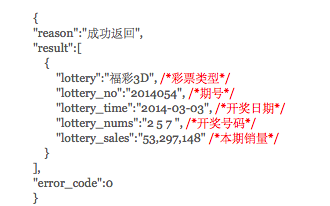 {
"reason":"成功返回",
"result":[
{
"lottery":"福彩3D", /*彩票类型*/
"lottery_no":"2014054", /*期号*/
"lottery_time":"2014-03-03", /*开奖日期*/
"lottery_nums":"2 5 7 ", /*开奖号码*/
"lottery_sales":"53,297,148" /*本期销量*/
}
],
"error_code":0
}